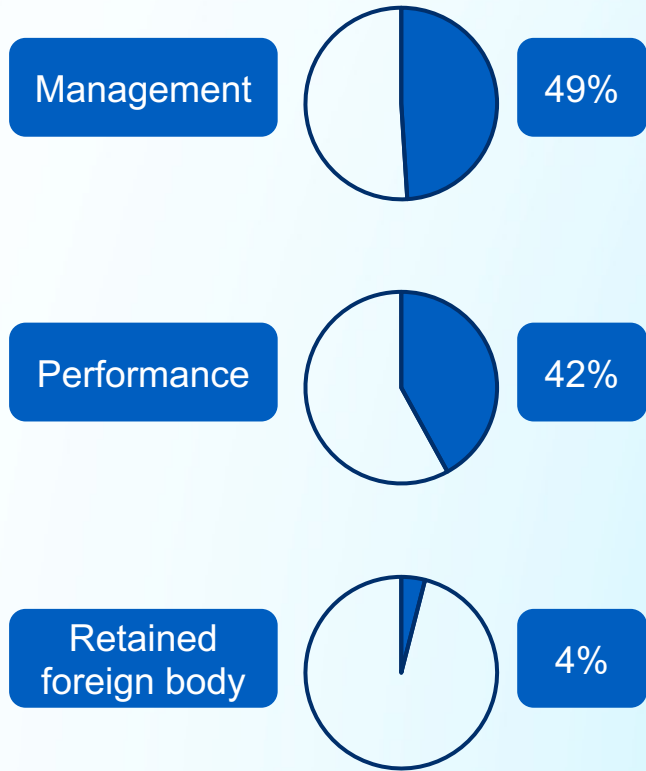 Management
49%
Performance
42%
Retained
foreign body
4%